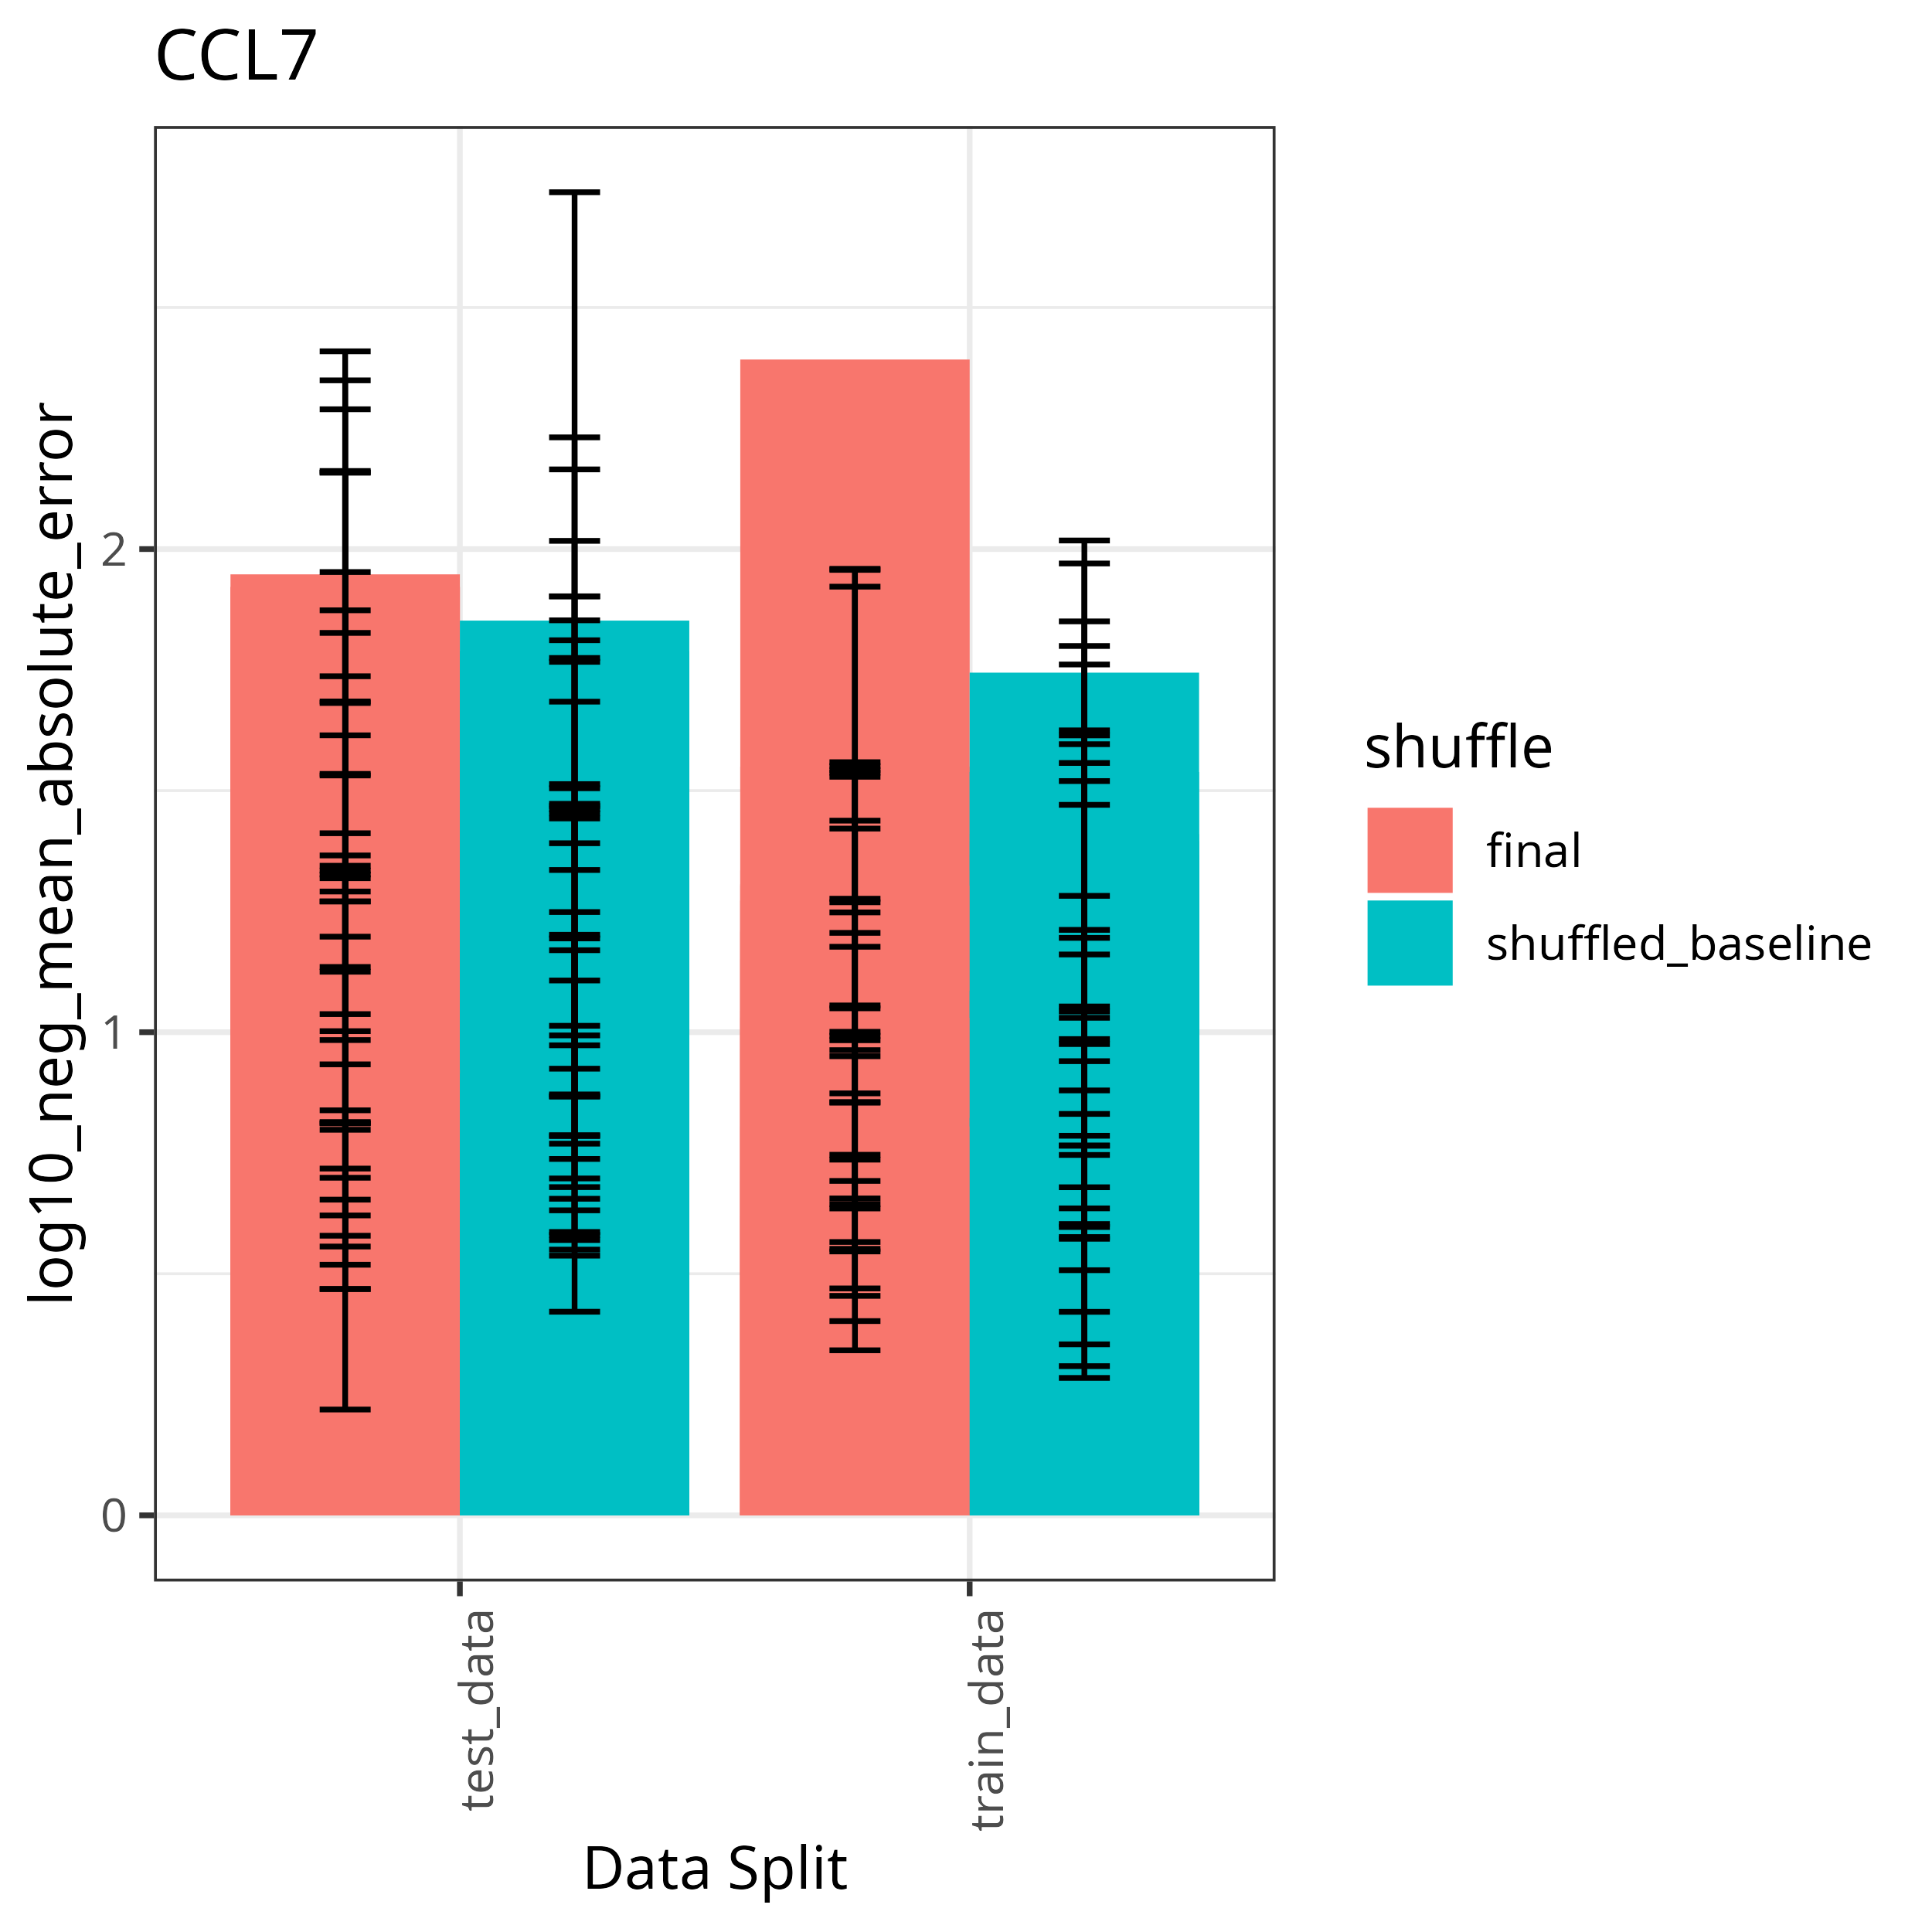 CCL7
log10_neg_mean_absolute_error
2
1
0
test_data
train_data
Data Split
shuffle
final
shuffled_baseline